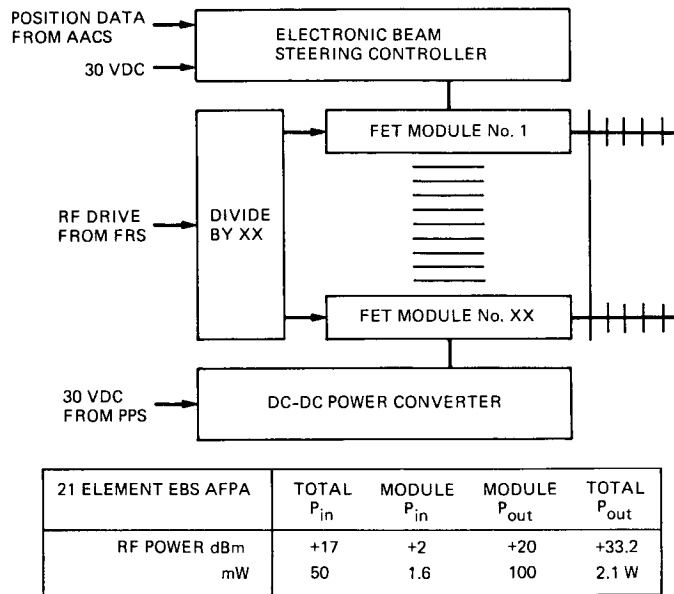 POSITION DATA
FROM AACS
30 VDC
ELECTRONIC BEAM
STEERING CONTROLLER
FET MODULE No. 1
RF DRIVE
FROM FRS
DIVIDE
BY XX
FET MODULE No. XX
30 VDC
FROM PPS
DC-DC POWER CONVERTER
21 ELEMENT EBS AFPA TOTAL MODULE MODULE TOTAL
Pin Pin Pout Pout
RF POWER dBm +17 +2 +20 +33.2
mW 50 1.6 100 2.1 W